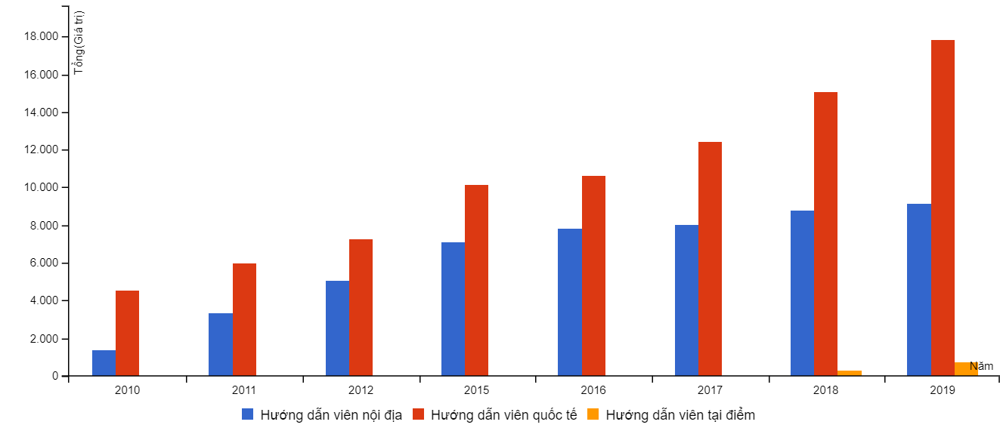 Tổng(Giá trị)
18.000
16.000
14.000
12.000
10.000
8.000
6.000
4.000
2.000
0
Năm
2010 2011 2012 2015 2016 2017 2018 2019
Hướng dẫn viên nội địa Hướng dẫn viên quốc tế Hướng dẫn viên tại điểm